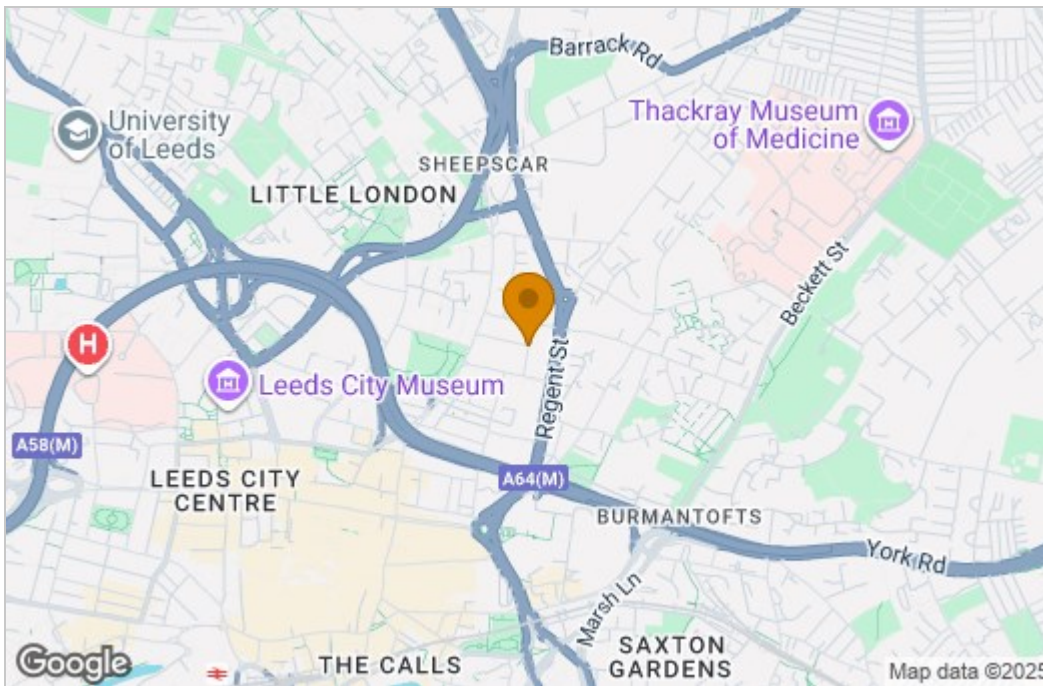 Barrack Rd
Thackray Museum
of Medicine
University
of Leeds
SHEEPSCAR
LITTLE LONDON
Beckett St
H
Leeds City Museum
Regent St
A58(M)
LEEDS CITY
CENTRE
A64(M)
BURMANTOFTS
York Rd
Marsh Ln
SAXTON
GARDENS
THE CALLS
Google
Map data ©2025